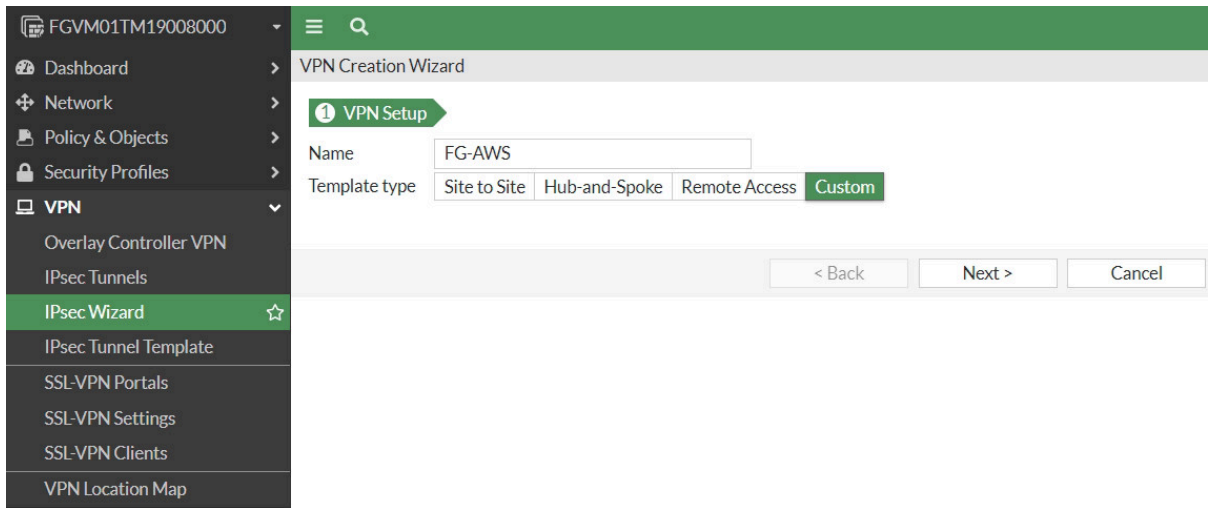 FGVM01TM19008000
Dashboard
Network
Policy & Objects
Security Profiles
VPN
Overlay Controller VPN
IPsec Tunnels
IPsec Wizard
IPsec Tunnel Template
SSL-VPN Portals
SSL-VPN Settings
SSL-VPN Clients
VPN Location Map
VPN Creation Wizard
1 VPN Setup
Name FG-AWS
Template type Site to Site Hub-and-Spoke Remote Access Custom
< Back Next > Cancel